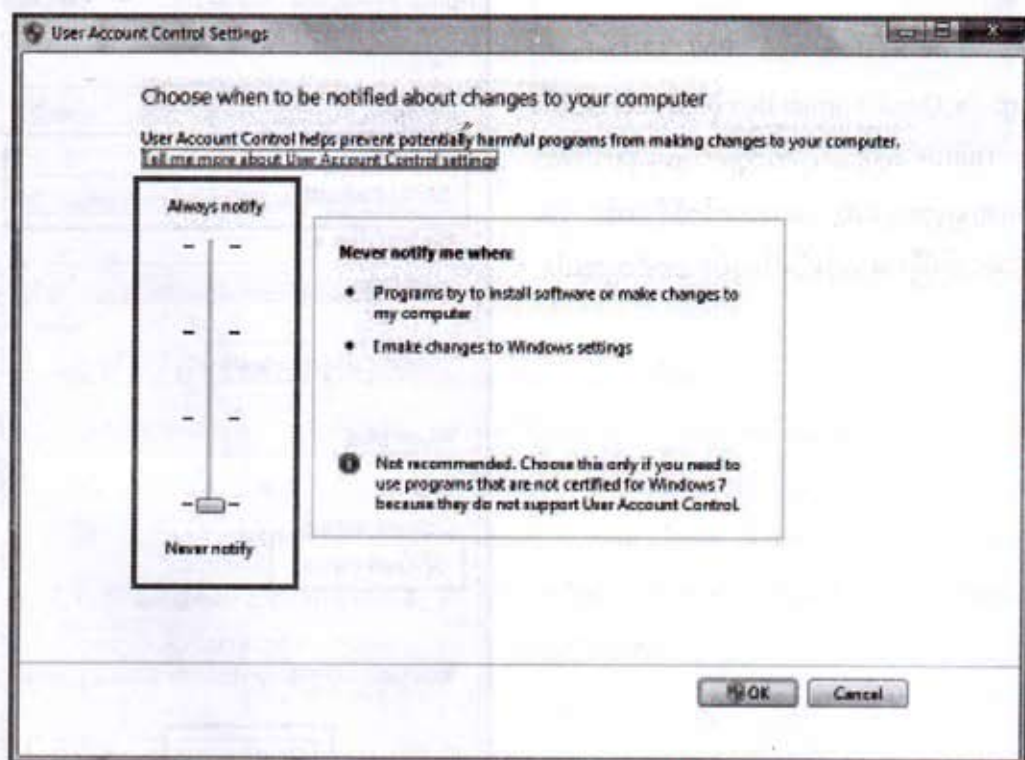 User Account Control Settings
Choose when to be notified about changes to your computer
User Account Control helps prevent potentially harmful programs from making changes to your computer.
Tell me more about User Account Control settings
Always notify
Never notify me when:
• Programs try to install software or make changes to
my computer
• I make changes to Windows settings
Not recommended. Choose this only if you need to
use programs that are not certified for Windows 7
because they do not support User Account Control.
Never notify
OK
Cancel